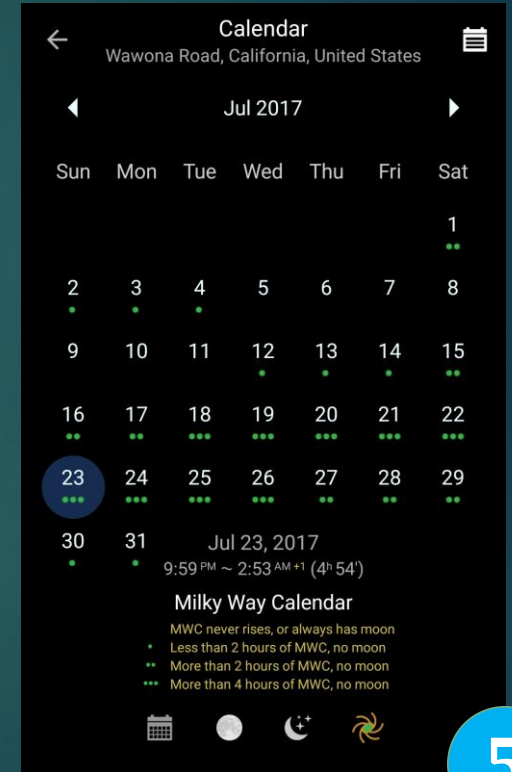 Calendar
Wawona Road, California, United States
Jul 2017
Sun Mon Tue Wed Thu Fri Sat
1
2 3 4 5 6 7 8
9 10 11 12 13 14 15
16 17 18 19 20 21 22
23 24 25 26 27 28 29
30 31
Jul 23, 2017
9:59 PM ~ 2:53 AM +1 (4h 54')
Milky Way Calendar
MWC never rises, or always has moon
Less than 2 hours of MWC, no moon
More than 2 hours of MWC, no moon
More than 4 hours of MWC, no moon
5